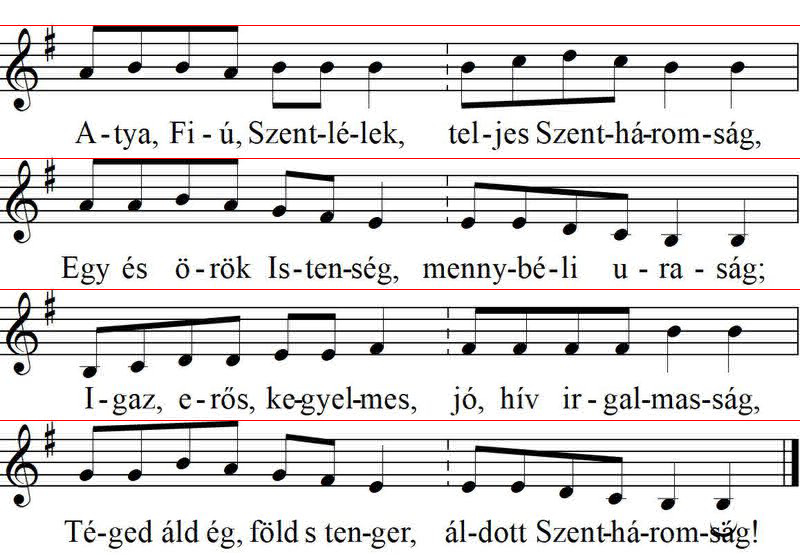 A-tya, Fi-ú, Szent-lé-lek, tel-jes Szent-há-rom-ság,
Egy és ö-rök Is-ten-ség, menny-bé-li u-ra-ság;
I-gaz, e-rős, ke-gyel-mes, jó, hív ir-gal-mas-ság,
Té-ged áld ég, föld s ten-ger, ál-dott Szent-há-rom-ság!